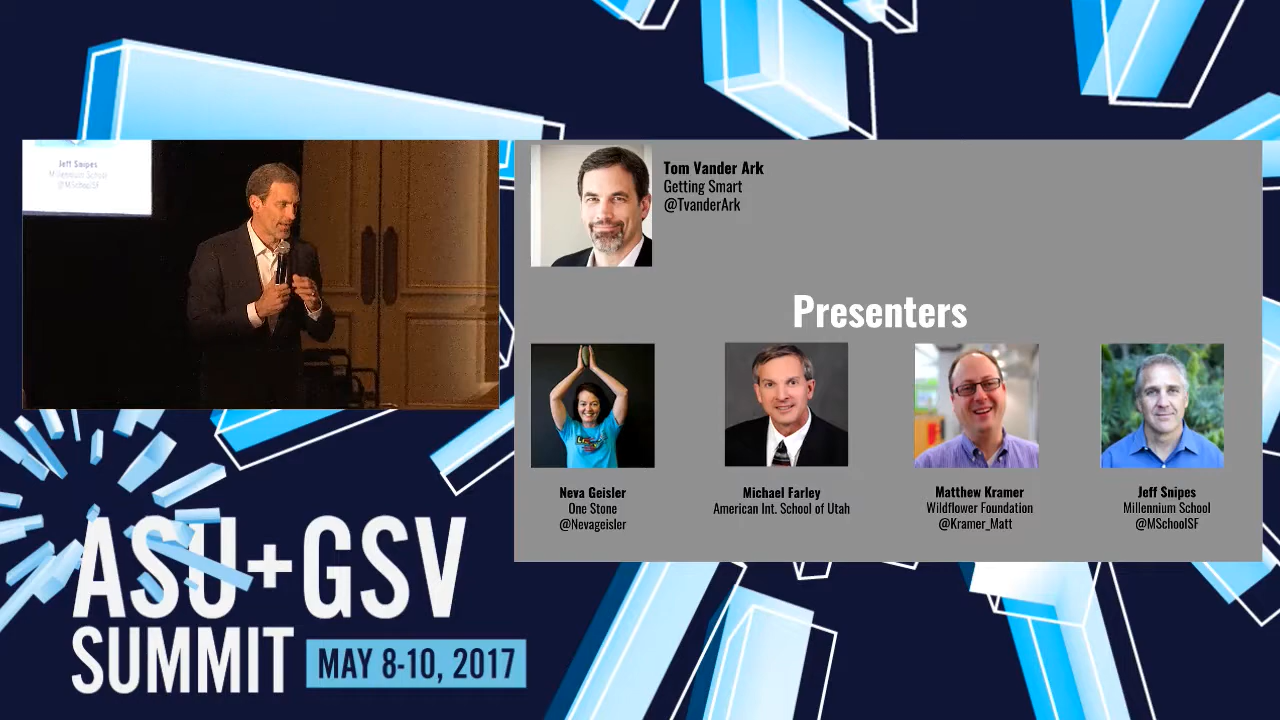 Jeff Snipes
Millennium School
@MSchoolSF
Tom Vander Ark
Getting Smart
@TvanderArk
Presenters
Neva Geisler
One Stone
@Nevageisler
Michael Farley
American Int. School of Utah
Matthew Kramer
Wildflower Foundation
@Kramer_Matt
Jeff Snipes
Millennium School
@MSchoolSF
ASU+GSV
SUMMIT
MAY 8-10, 2017